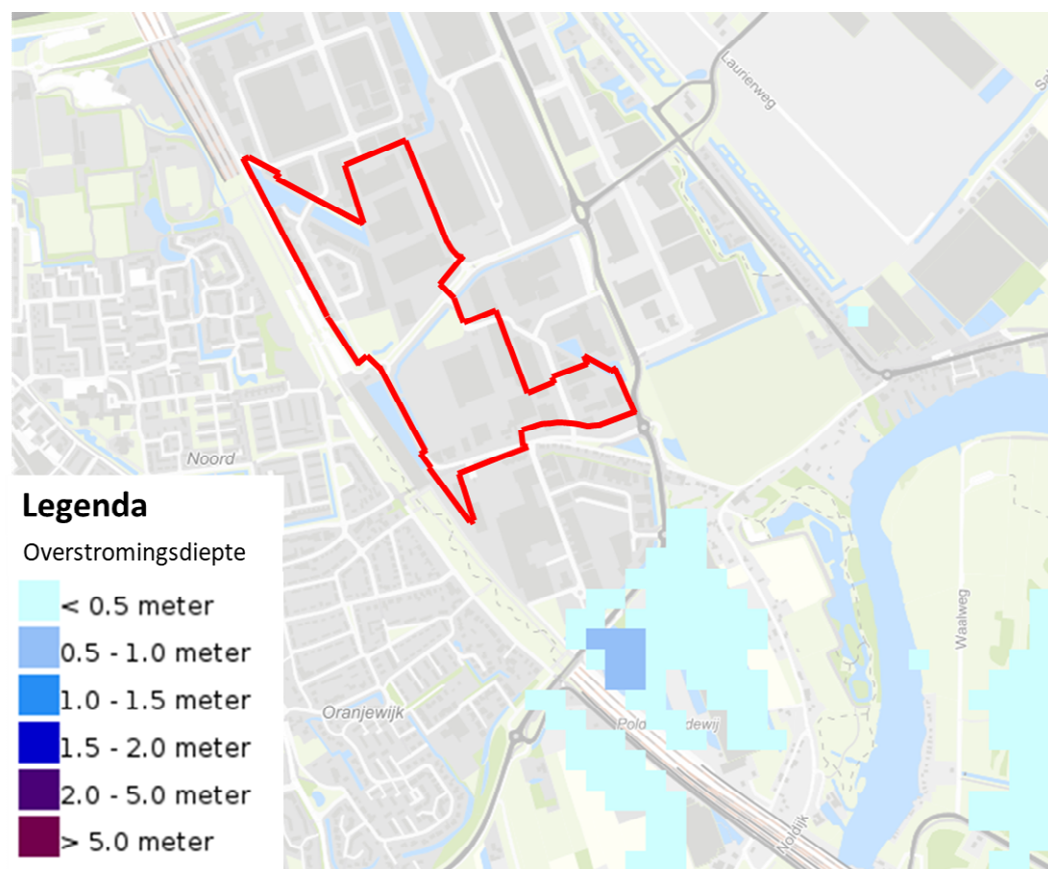 Laurierweg
Noord
Legenda
Overstromingsdiepte
< 0.5 meter
0.5 - 1.0 meter
1.0 - 1.5 meter
1.5 - 2.0 meter
2.0 - 5.0 meter
> 5.0 meter
Waalweg
Oranjewijk
Noldijk